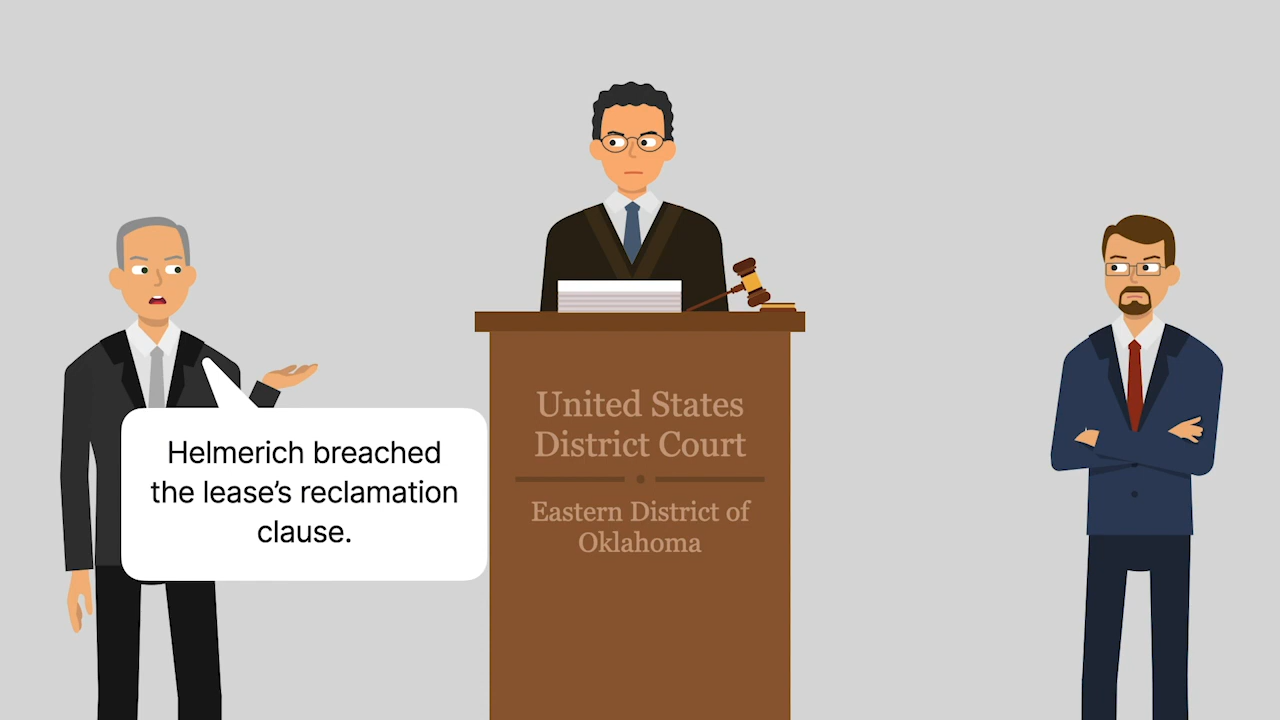 United States
District Court
Eastern District of
Oklahoma
Helmerich breached
the lease’s reclamation
clause.